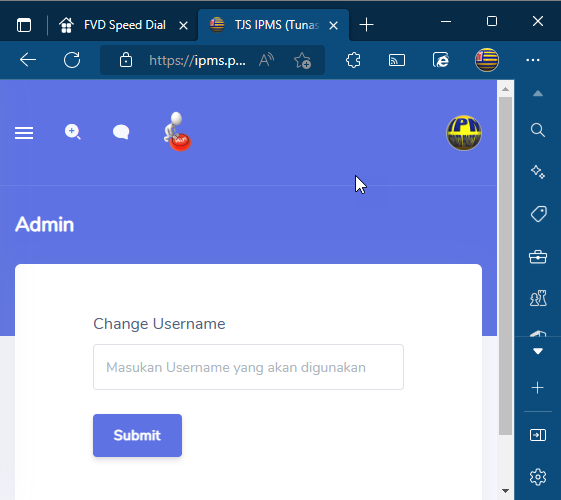 FVD Speed Dial
TJS IPMS (Tunas
https://ipms.p...
Admin
Change Username
Masukan Username yang akan digunakan
Submit